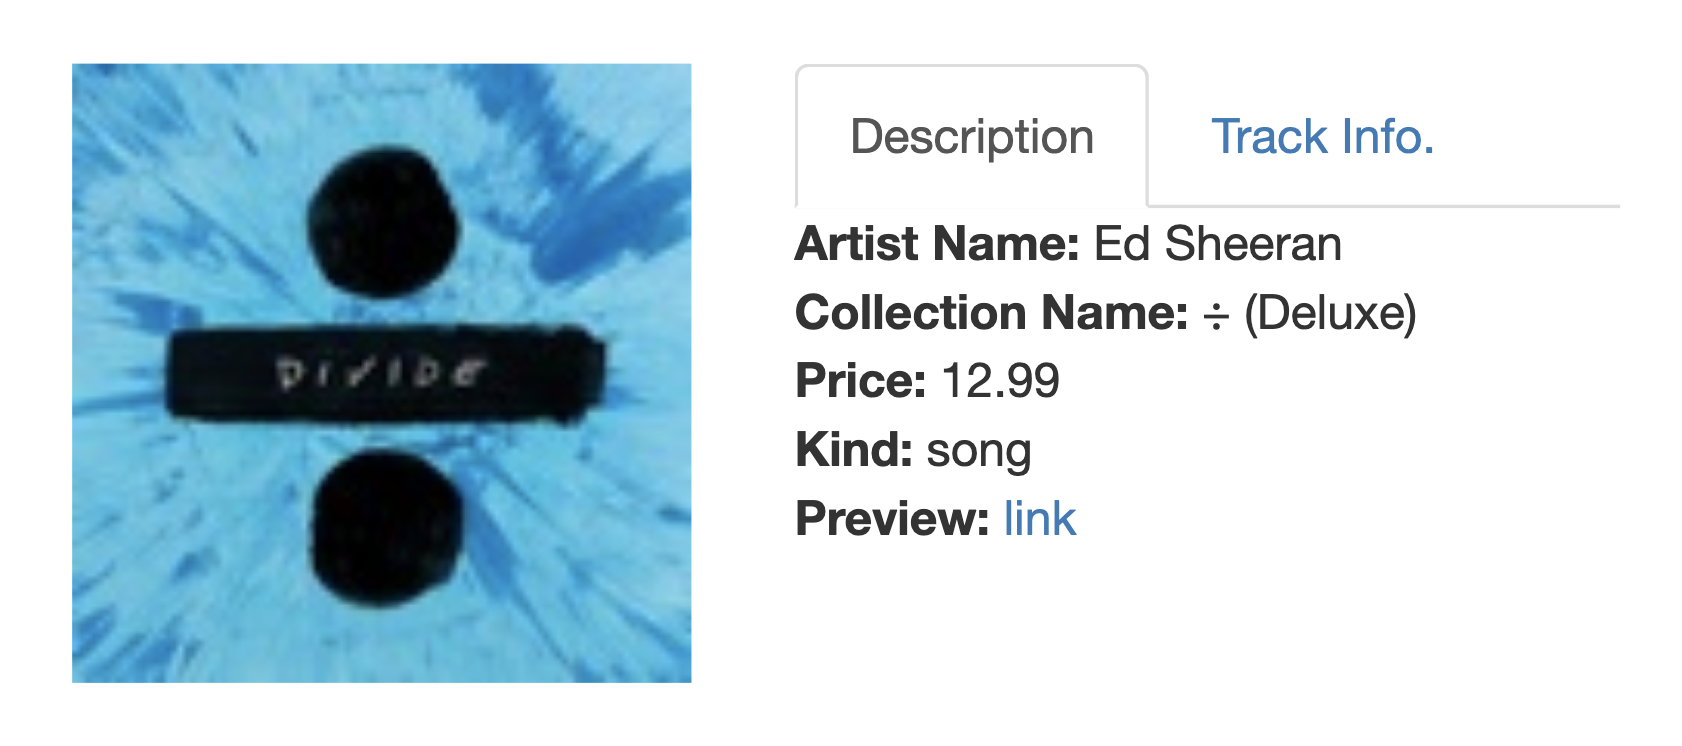 DIVIDE
Description
Track Info.
Artist Name: Ed Sheeran
Collection Name: ÷ (Deluxe)
Price: 12.99
Kind: song
Preview: link